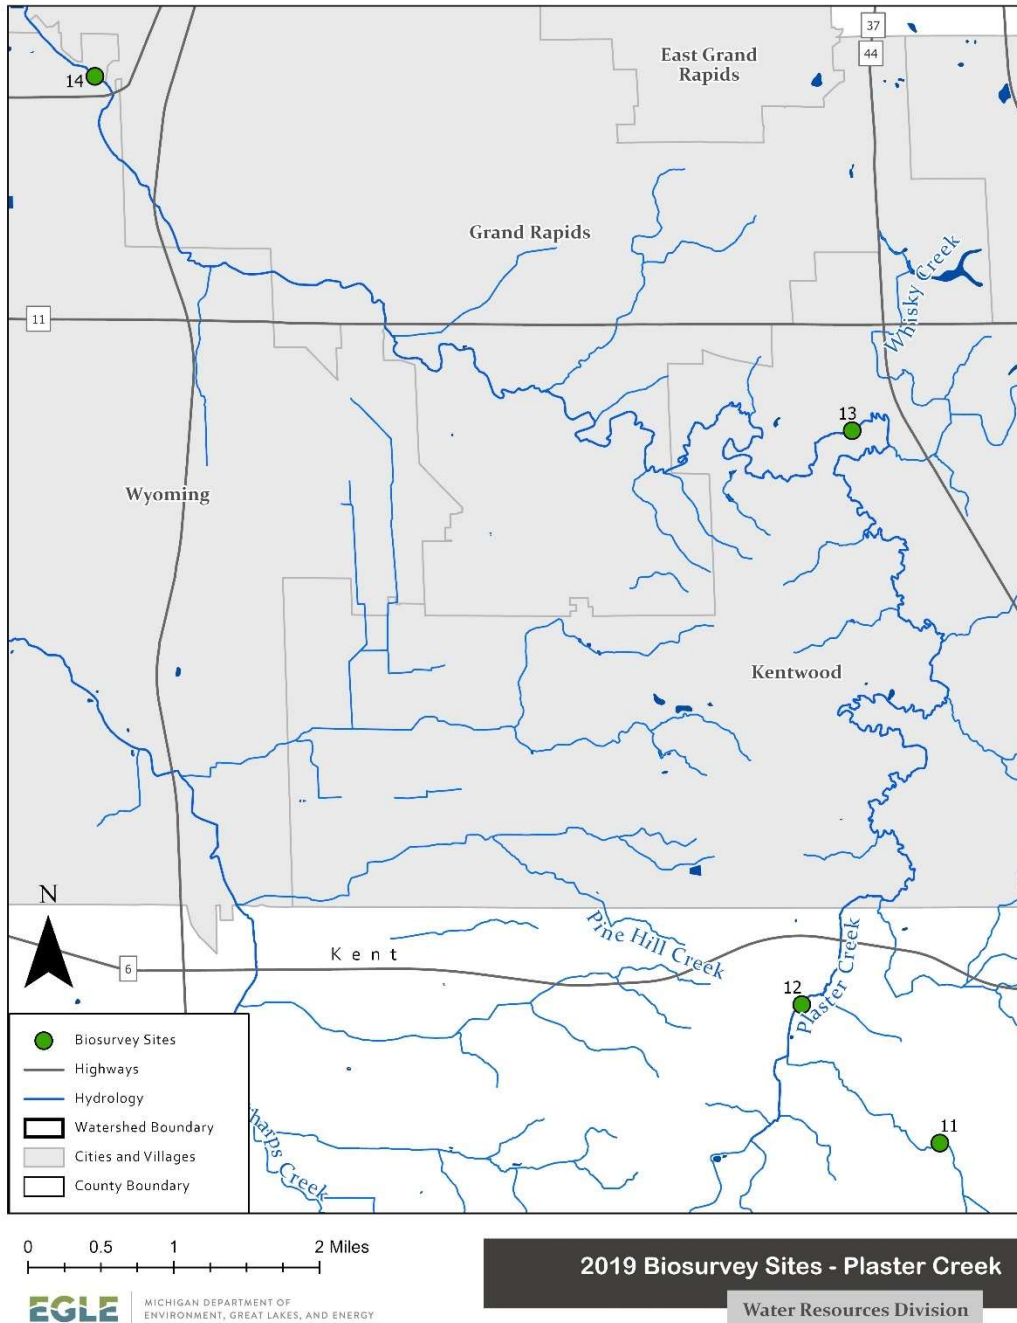 37
44
East Grand
Rapids
14
Grand Rapids
Whisky Creek
11
13
Wyoming
Kentwood
N
Pine Hill Creek
Kent
6
12
Plaster Creek
11
Biosurvey Sites
Highways
Hydrology
Watershed Boundary
Cities and Villages
County Boundary
harps Creek
0 0.5 1 2 Miles
2019 Biosurvey Sites - Plaster Creek
Water Resources Division
EGLE
MICHIGAN DEPARTMENT OF
ENVIRONMENT, GREAT LAKES, AND ENERGY